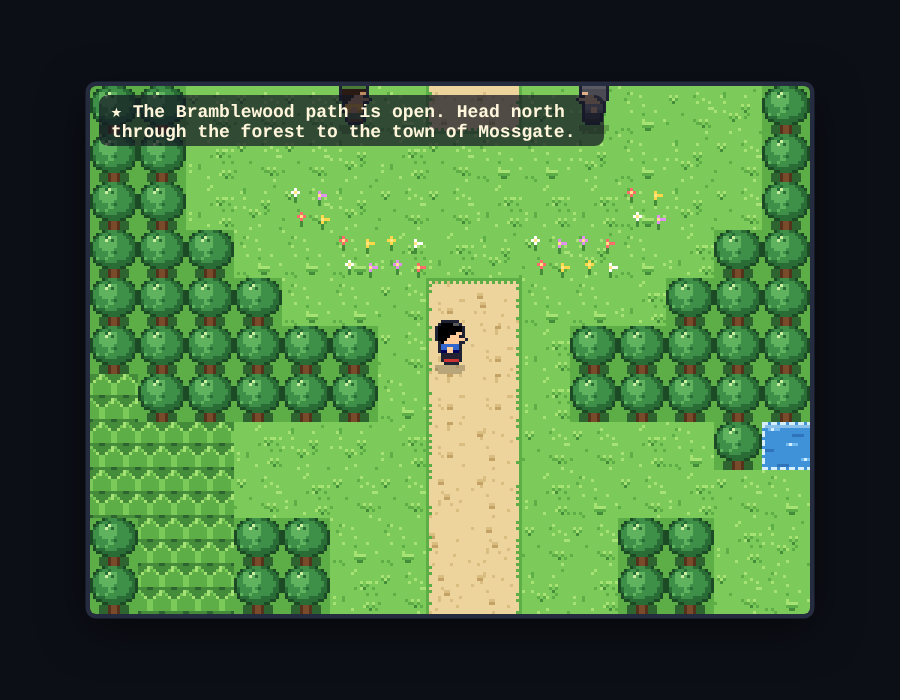 ★ The Bramblewood path is open. Head north
through the forest to the town of Mossgate.